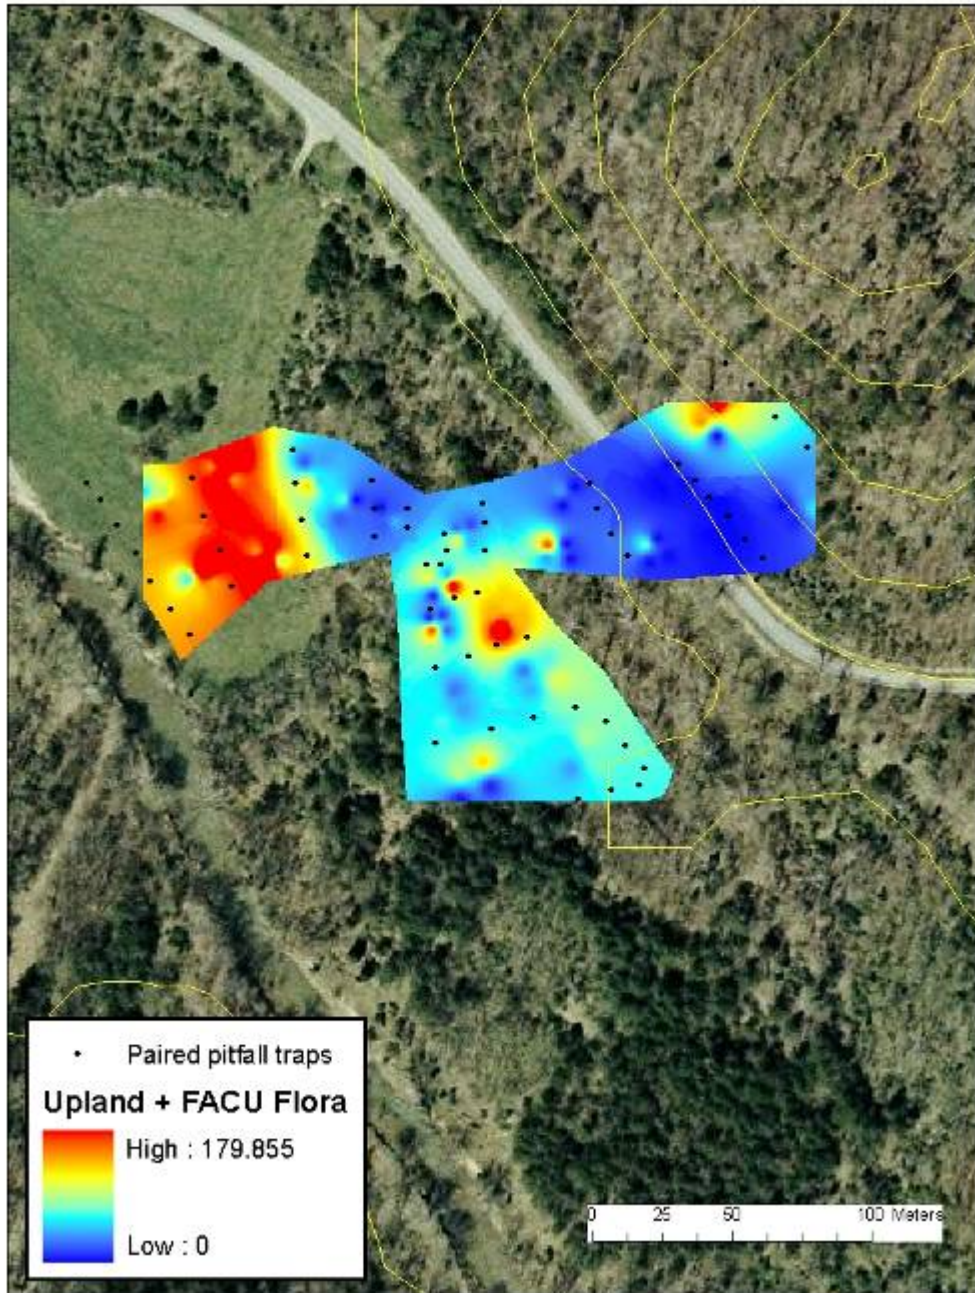 Paired pitfall traps
Upland + FACU Flora
High : 179.855
Low : 0
0 25 50 100 Meters